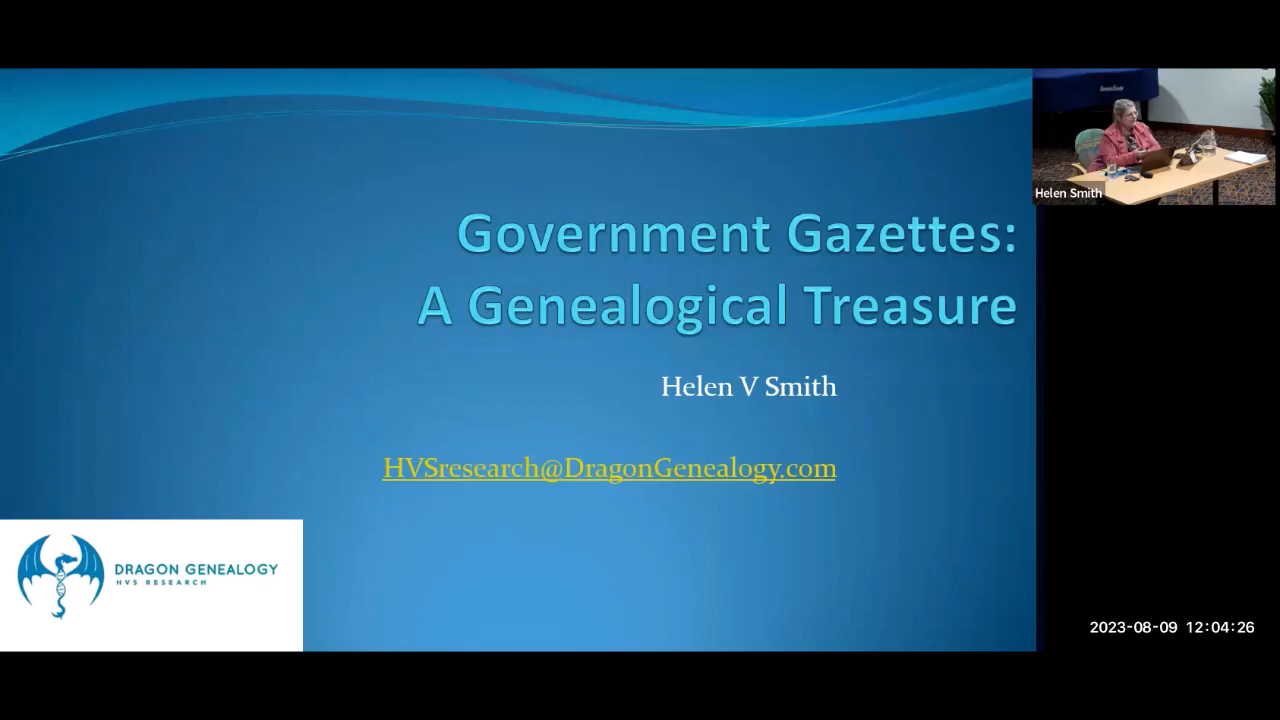 Government Gazettes:
A Genealogical Treasure
Helen V Smith
HVSresearch@DragonGenealogy.com
DRAGON GENEALOGY
HVS RESEARCH
Helen Smith
2023-08-09 12:04:26